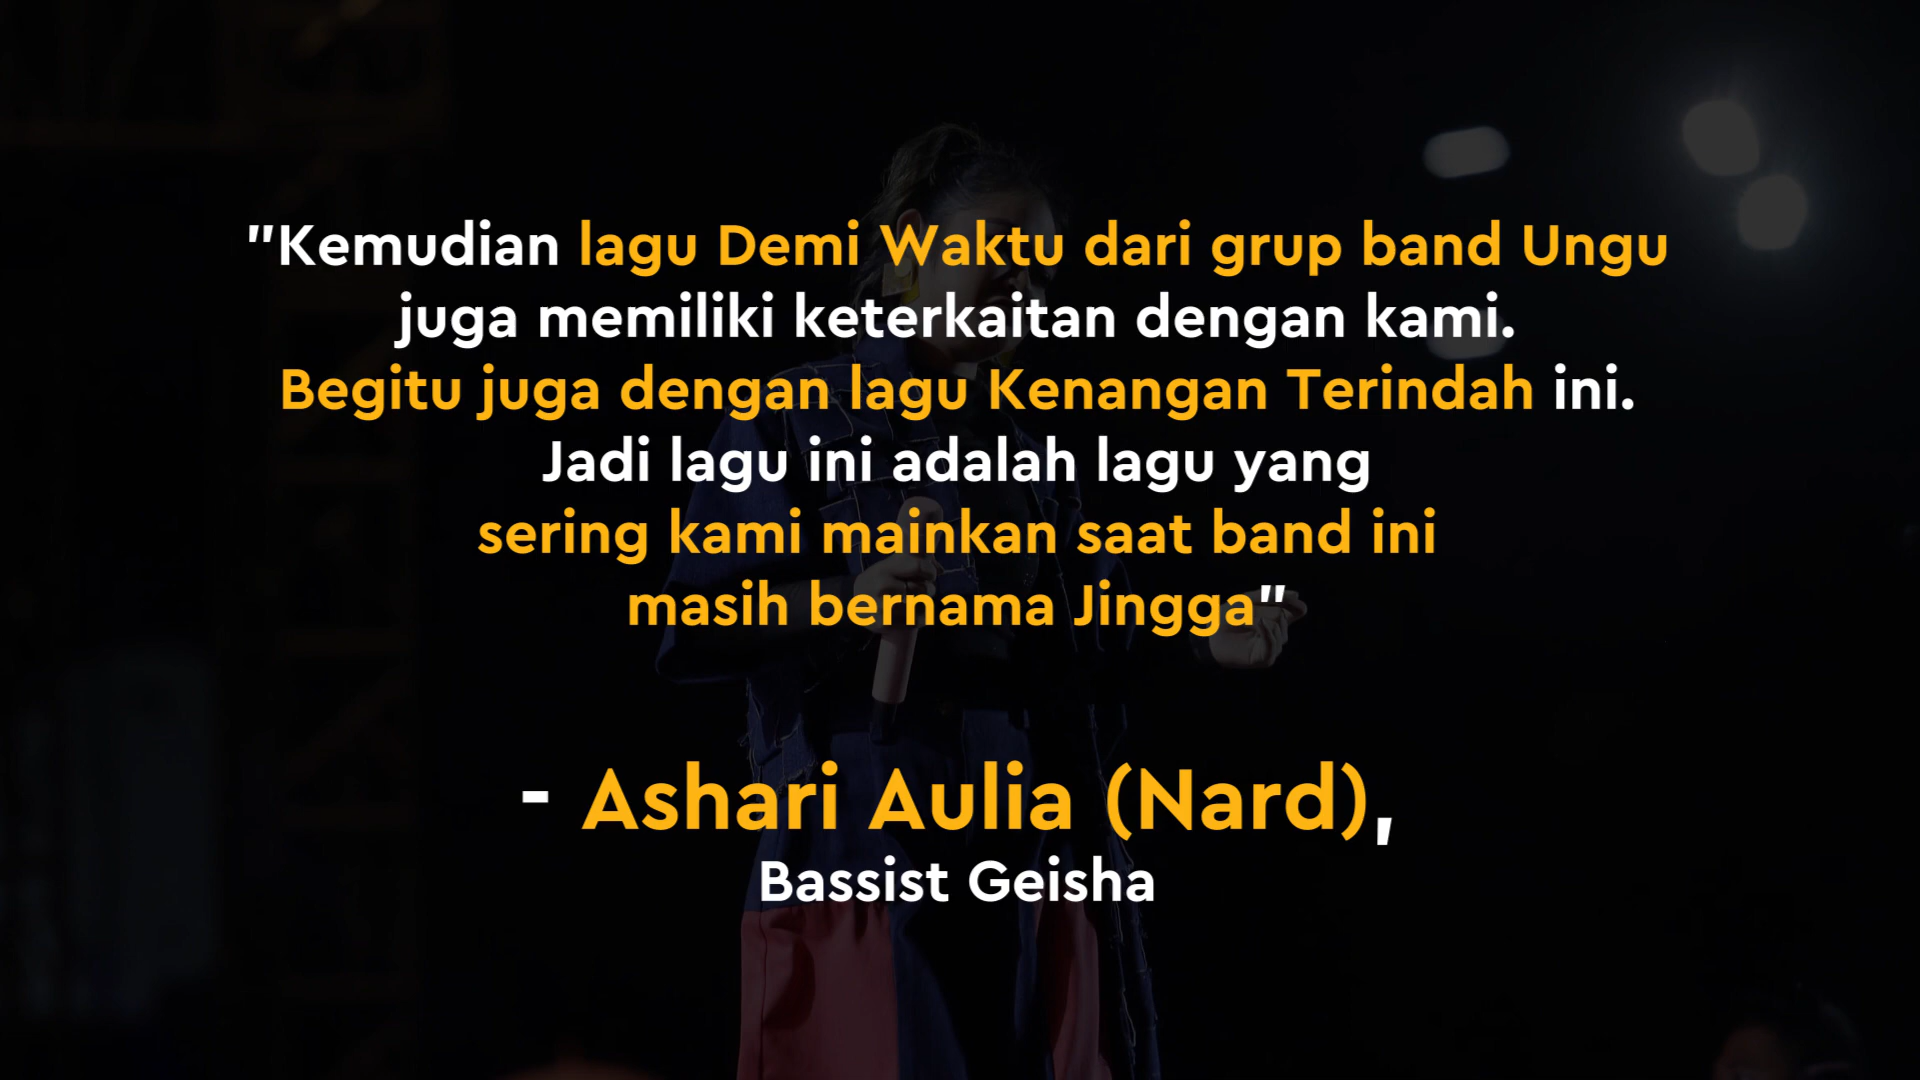 "Kemudian lagu Demi Waktu dari grup band Ungu
juga memiliki keterkaitan dengan kami.
Begitu juga dengan lagu Kenangan Terindah ini.
Jadi lagu ini adalah lagu yang
sering kami mainkan saat band ini
masih bernama Jingga"
- Ashari Aulia (Nard),
Bassist Geisha